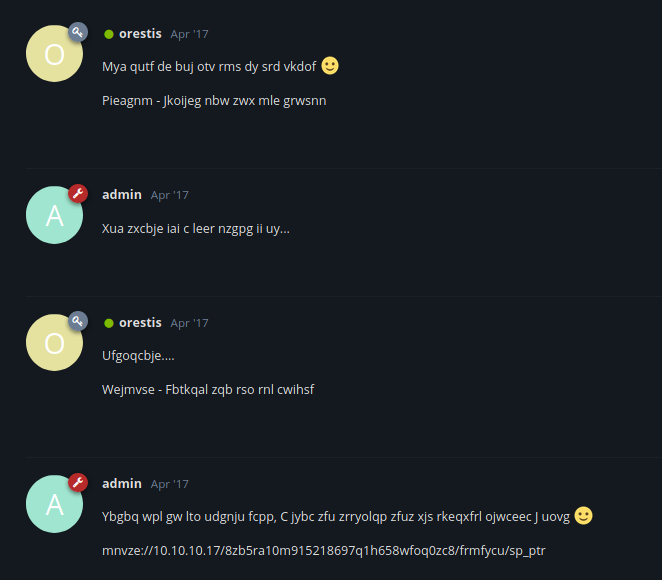 O
orestis Apr '17
Mya qutf de buj otv rms dy srd vkdof
Pieagnm - Jkoijeg nbw zwx mle grwsnn
A
admin Apr '17
Xua zxcbje iai c leer nzgpg ii uy...
O
orestis Apr '17
Ufgoqcbje....
Wejmvse - Fbtkqal zqb rso rnl cwihsf
A
admin Apr '17
Ybgbq wpl gw lto udgnju fcpp, C jybc zfu zrryolqp zfuz xjs rkeqxfrl ojwceec J uovg
mnvze://10.10.10.17/8zb5ra10m915218697q1h658wfoq0zc8/frmfycu/sp_ptr